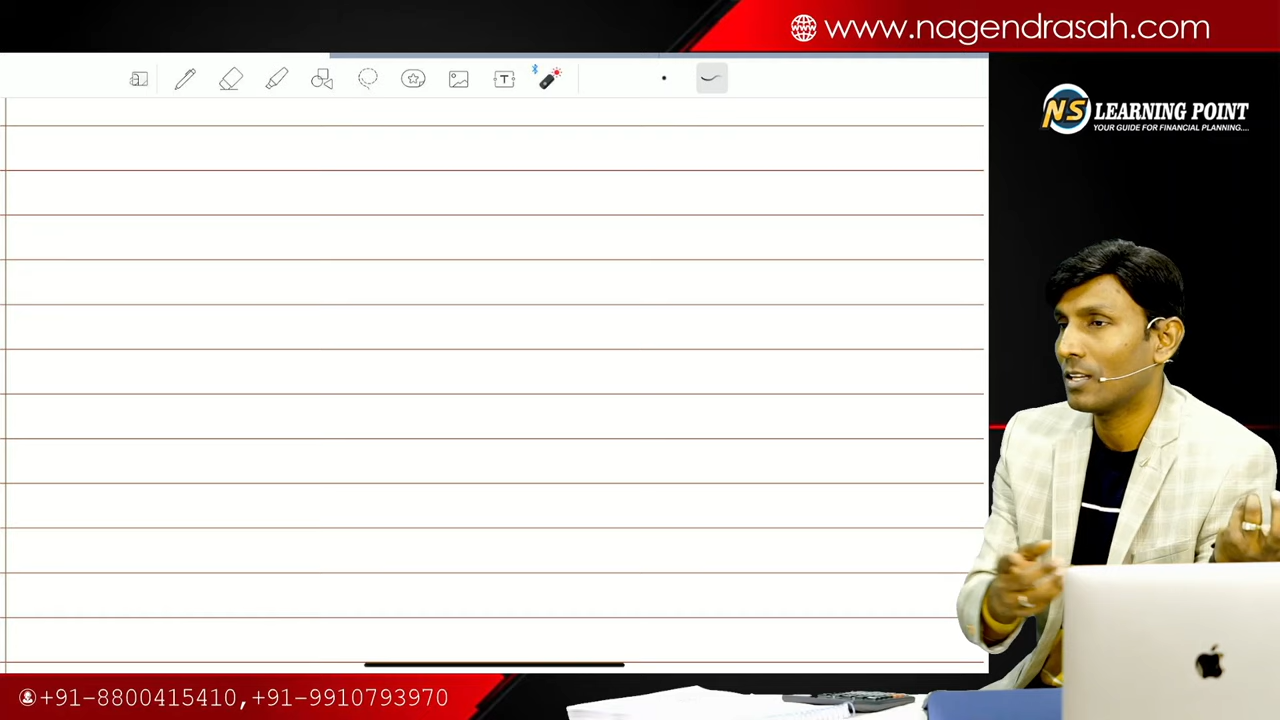 www.nagendrasah.com
NS LEARNING POINT
YOUR GUIDE FOR FINANCIAL PLANNING....
T
+91-8800415410,+91-9910793970